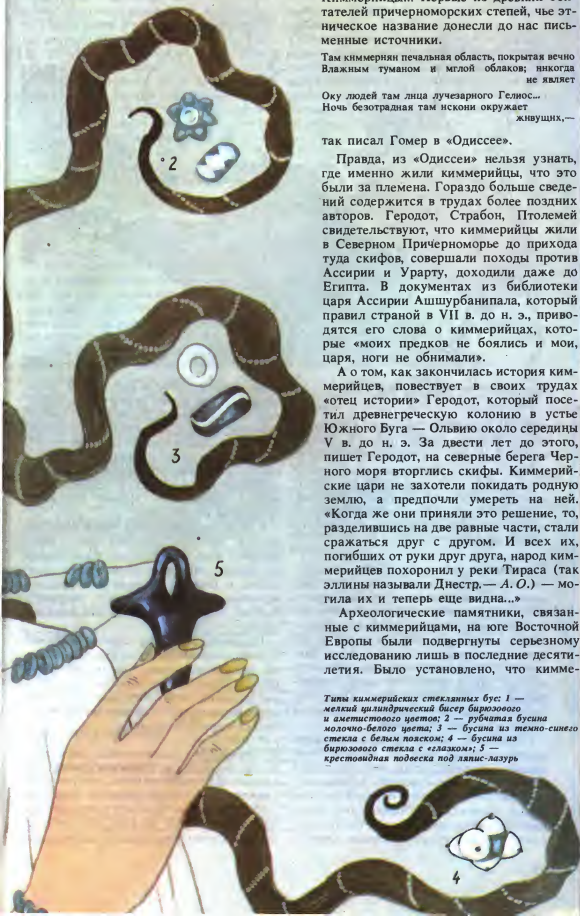 тателей причерноморских степей, чье эт-
ническое название донесли до нас пись-
менные источники.
Там киммериян печальная область, покрытая вечно
Влажным туманом и мглой облаков; никогда
не являет
Оку людей там лица лучезарного Гелиос...
Ночь безотрадная там искони окружает
живущих,—
так писал Гомер в «Одиссее».
Правда, из «Одиссеи» нельзя узнать,
где именно жили киммерийцы, что это
были за племена. Гораздо больше сведе-
ний содержится в трудах более поздних
авторов. Геродот, Страбон, Птолемей
свидетельствуют, что киммерийцы жили
в Северном Причерноморье до прихода
туда скифов, совершали походы против
Ассирии и Урарту, доходили даже до
Египта. В документах из библиотеки
царя Ассирии Ашшурбанипала, который
правил страной в VII в. до н. э., приво-
дятся его слова о киммерийцах, кото-
рые «моих предков не боялись и мои,
царя, ноги не обнимали».
А о том, как закончилась история ким-
мерийцев, повествует в своих трудах
«отец истории» Геродот, который посе-
тил древнегреческую колонию в устье
Южного Буга — Ольвию около середины
V в. до н. э. За двести лет до этого,
пишет Геродот, на северные берега Чер-
ного моря вторглись скифы. Киммерий-
ские цари не захотели покидать родную
землю, а предпочли умереть на ней.
«Когда же они приняли это решение, то,
разделившись на две равные части, стали
сражаться друг с другом. И всех их,
погибших от руки друг друга, народ ким-
мерийцев похоронил у реки Тираса (так
эллины называли Днестр.— А. О.) — мо-
гила их и теперь еще видна...»
Археологические памятники, связан-
ные с киммерийцами, на юге Восточной
Европы были подвергнуты серьезному
исследованию лишь в последние десяти-
летия. Было установлено, что кимме-
Типы киммерийских стеклянных бус: 1 —
мелкий цилиндрический бисер бирюзового
и аметистового цветов; 2 — рубчатая бусина
молочно-белого цвета; 3 — бусина из темно-синего
стекла с белым пояском; 4 — бусина из
бирюзового стекла с «глазком»; 5 —
крестовидная подвеска под ляпис-лазурь
2
3
5
4